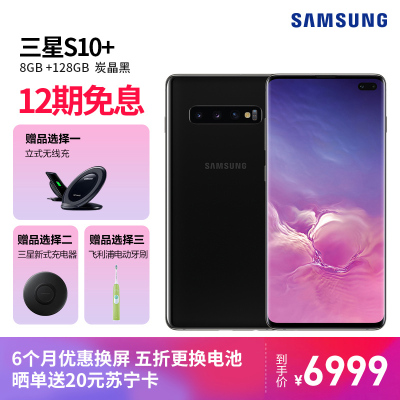 SAMSUNG
三星S10+
8GB +128GB 炭晶黑
12期免息
赠品选择一
立式无线充
赠品选择二
三星新式充电器
赠品选择三
飞利浦电动牙刷
SAMSUNG
6个月优惠换屏 五折更换电池
晒单送20元苏宁卡
到手价
¥6999